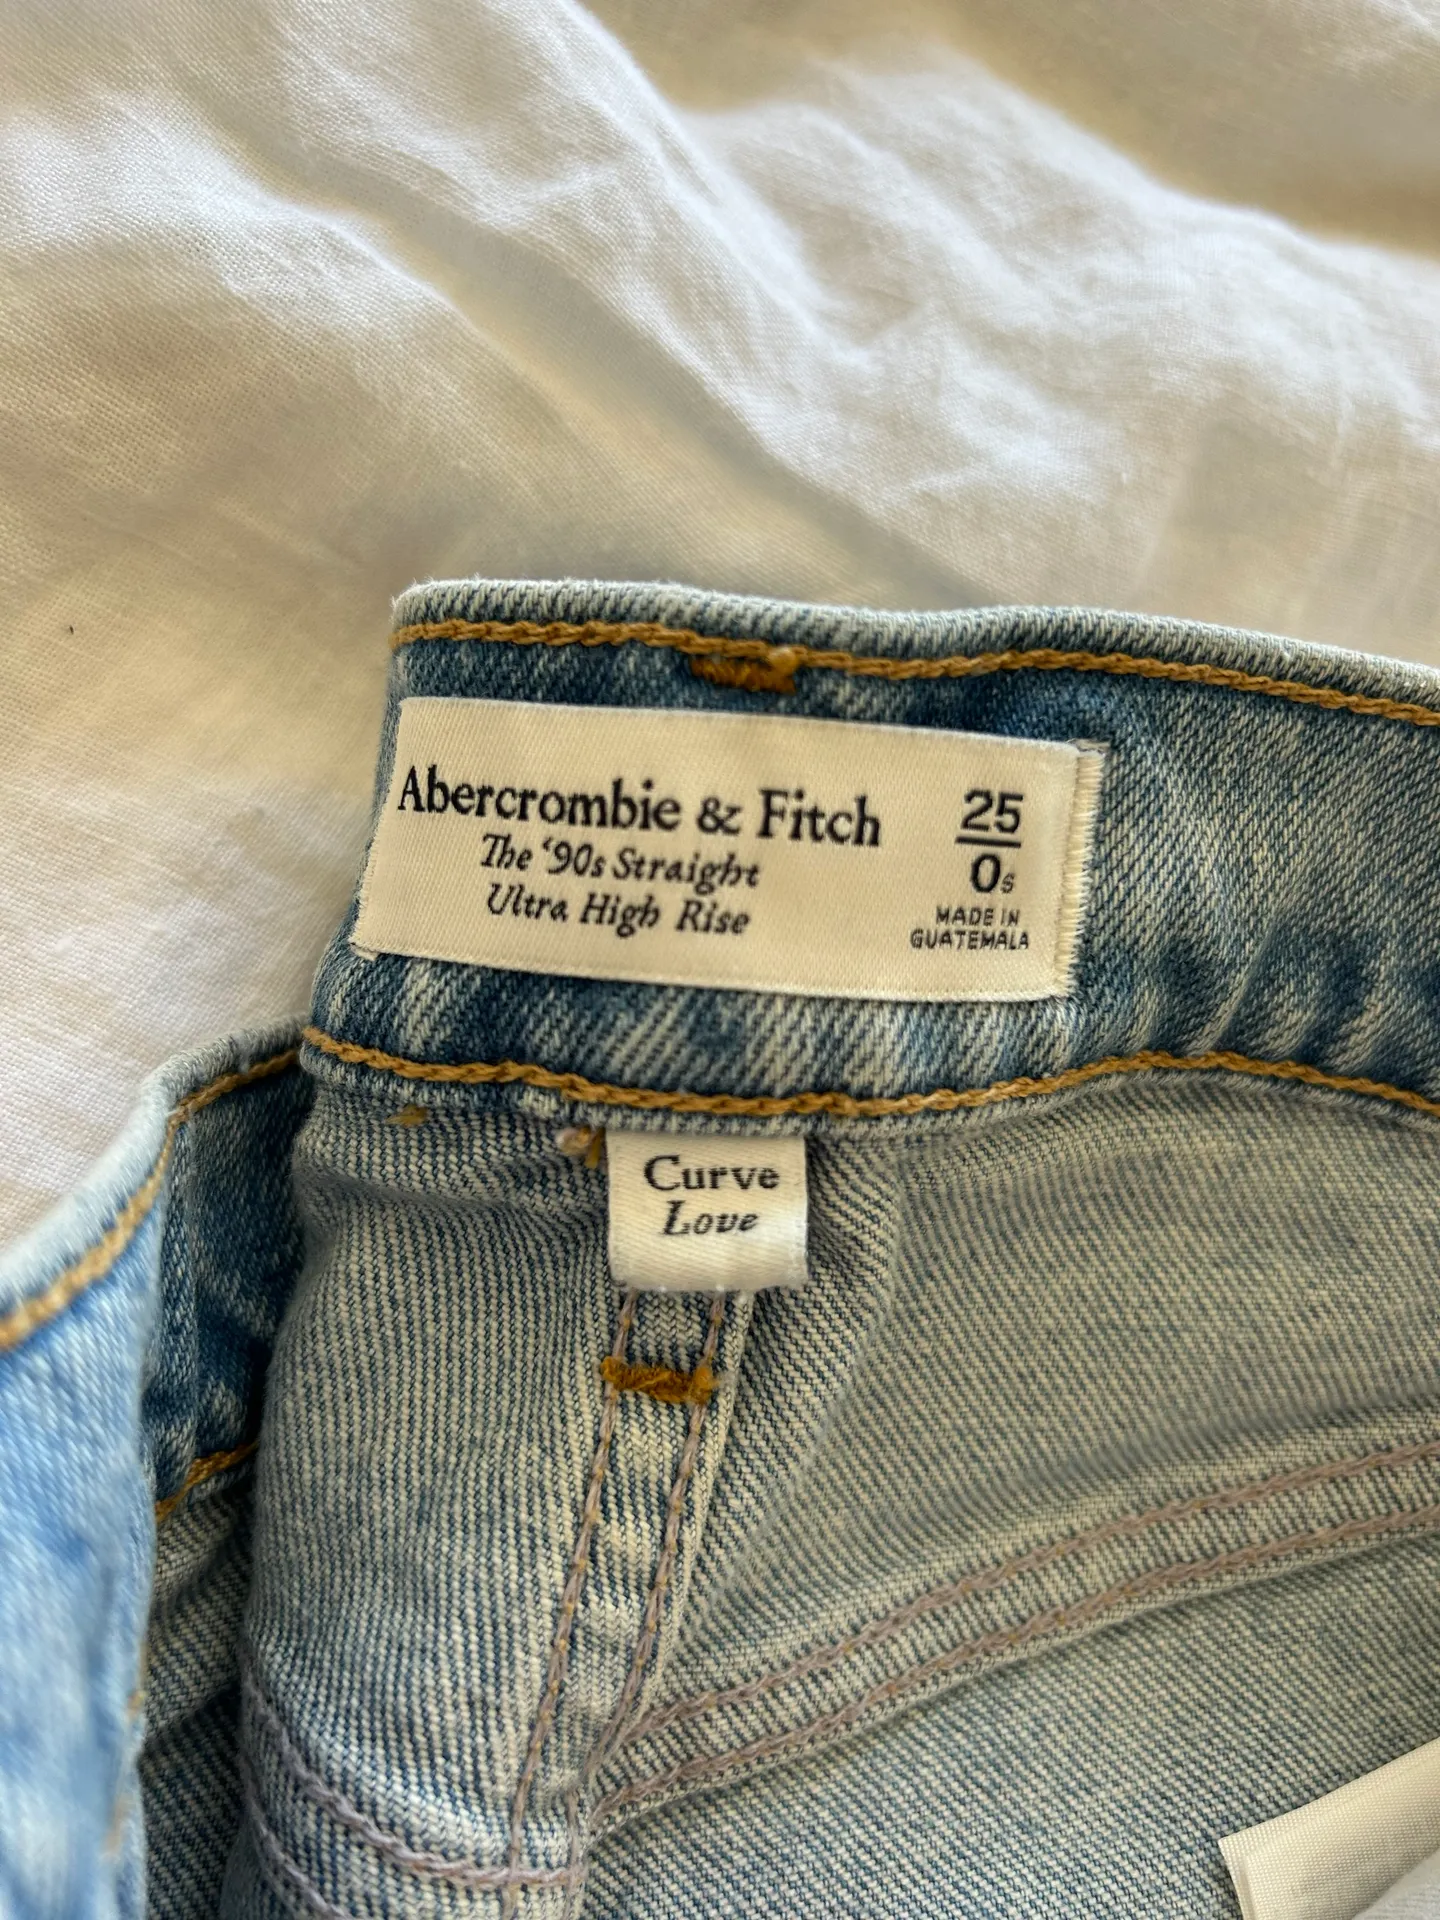 Abercrombie & Fitch
The ‘90s Straight
Ultra High Rise
25
0s
MADE IN
GUATEMALA
Curve
Love